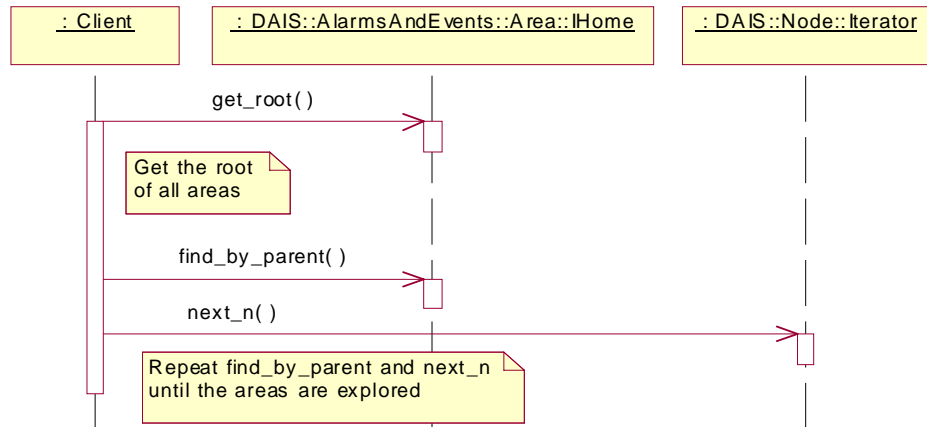 : Client
: DAIS::AlarmsAndEvents::Area::IHome
: DAIS::Node::Iterator
get_root( )
Get the root
of all areas
find_by_parent( )
next_n( )
Repeat find_by_parent and next_n
until the areas are explored